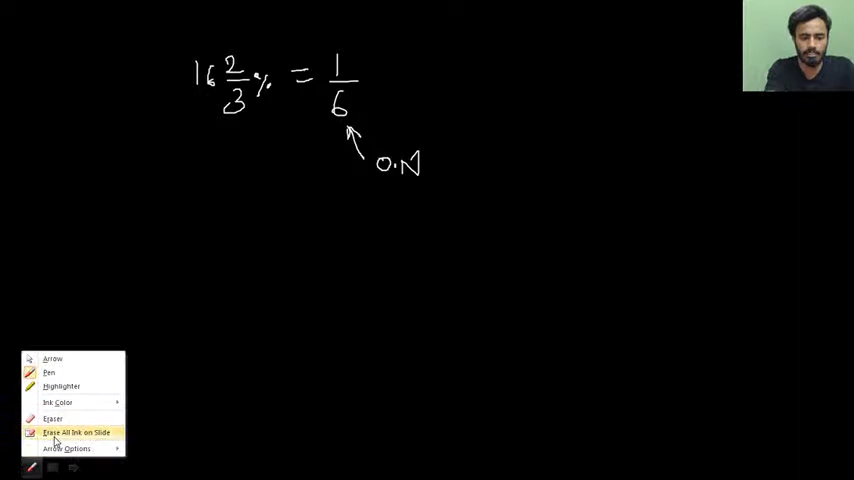 16 2/3 % = 1/6
O.N
Arrow
Pen
Highlighter
Ink Color
Eraser
Erase All Ink on Slide
Arrow Options